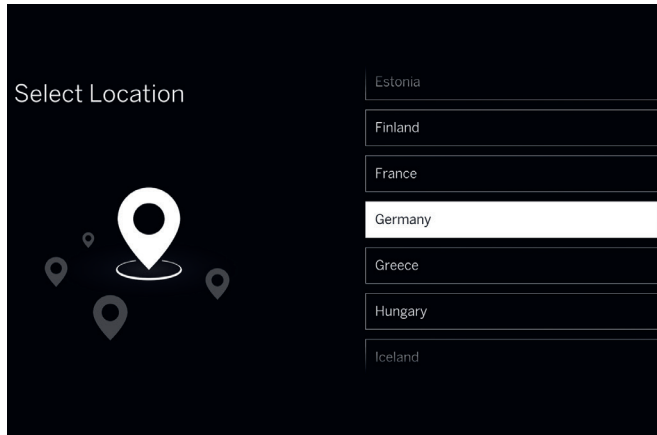 Select Location
Estonia
Finland
France
Germany
Greece
Hungary
Iceland